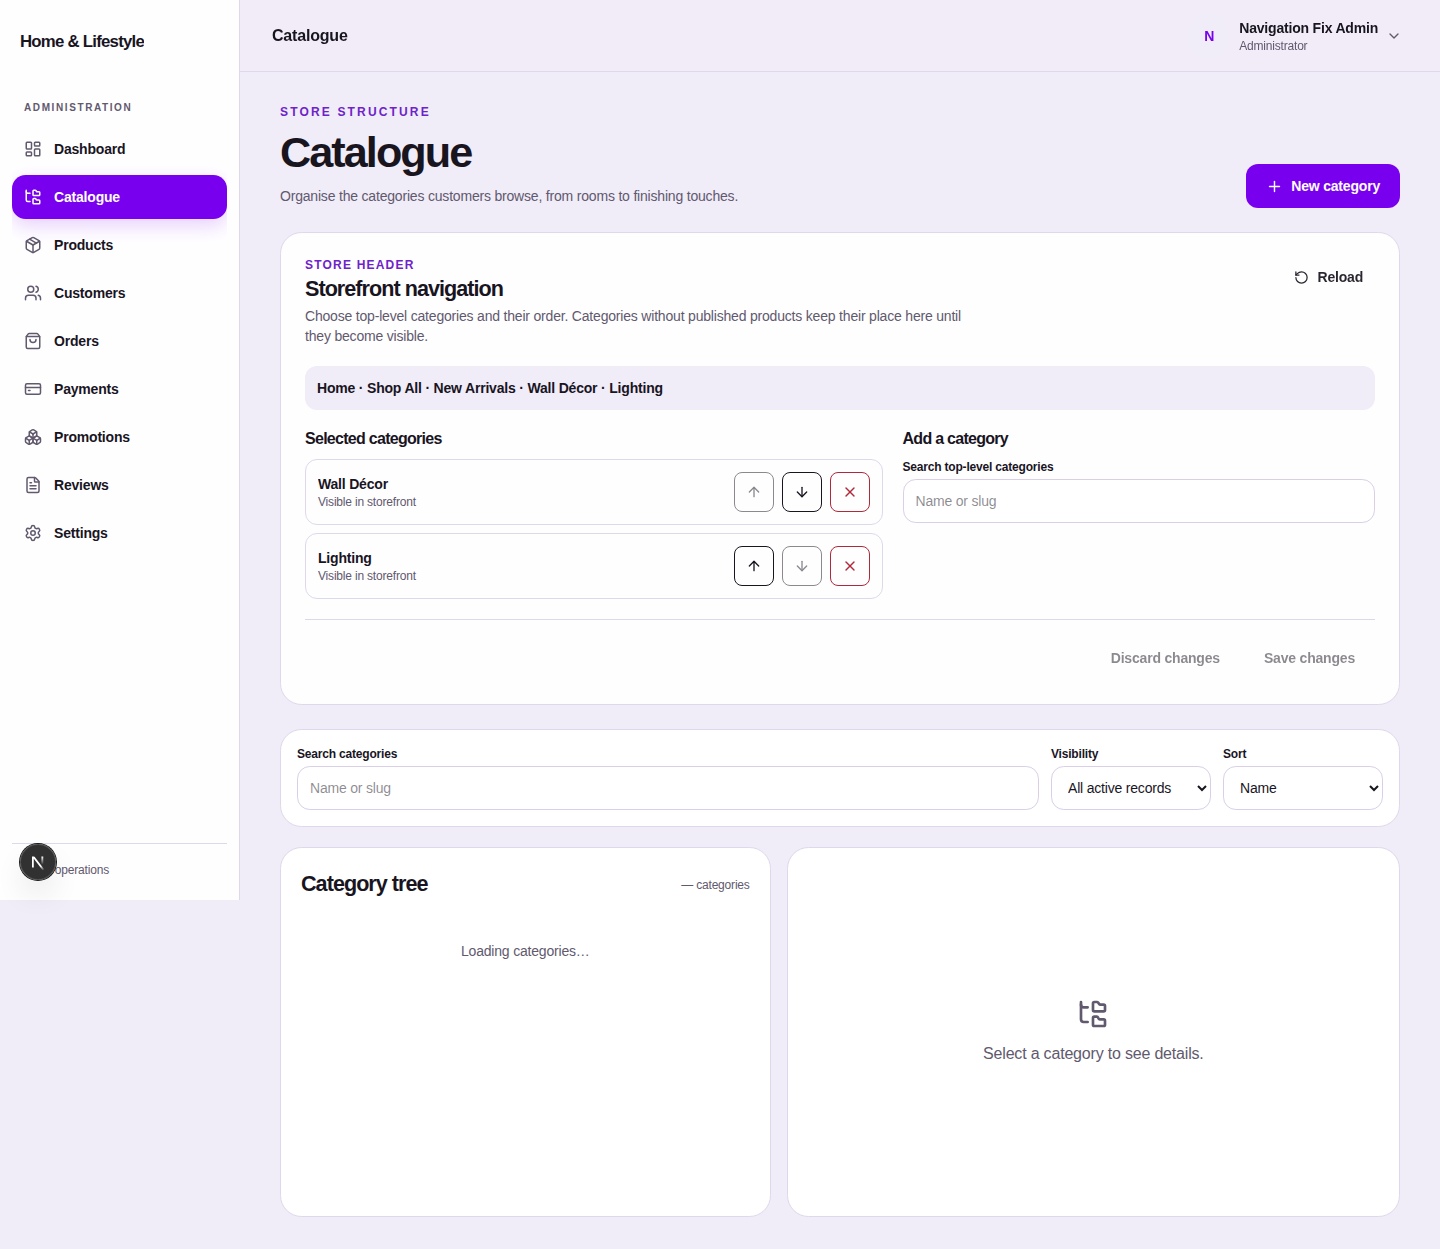 Home & Lifestyle
ADMINISTRATION
Dashboard
Catalogue
Products
Customers
Orders
Payments
Promotions
Reviews
Settings
operations
Catalogue
N
Navigation Fix Admin
Administrator
STORE STRUCTURE
Catalogue
Organise the categories customers browse, from rooms to finishing touches.
New category
STORE HEADER
Storefront navigation
Choose top-level categories and their order. Categories without published products keep their place here until
they become visible.
Reload
Home · Shop All · New Arrivals · Wall Décor · Lighting
Selected categories
Wall Décor
Visible in storefront
Lighting
Visible in storefront
Add a category
Search top-level categories
Name or slug
Discard changes
Save changes
Search categories
Name or slug
Visibility
All active records
Sort
Name
Category tree
— categories
Loading categories…
Select a category to see details.